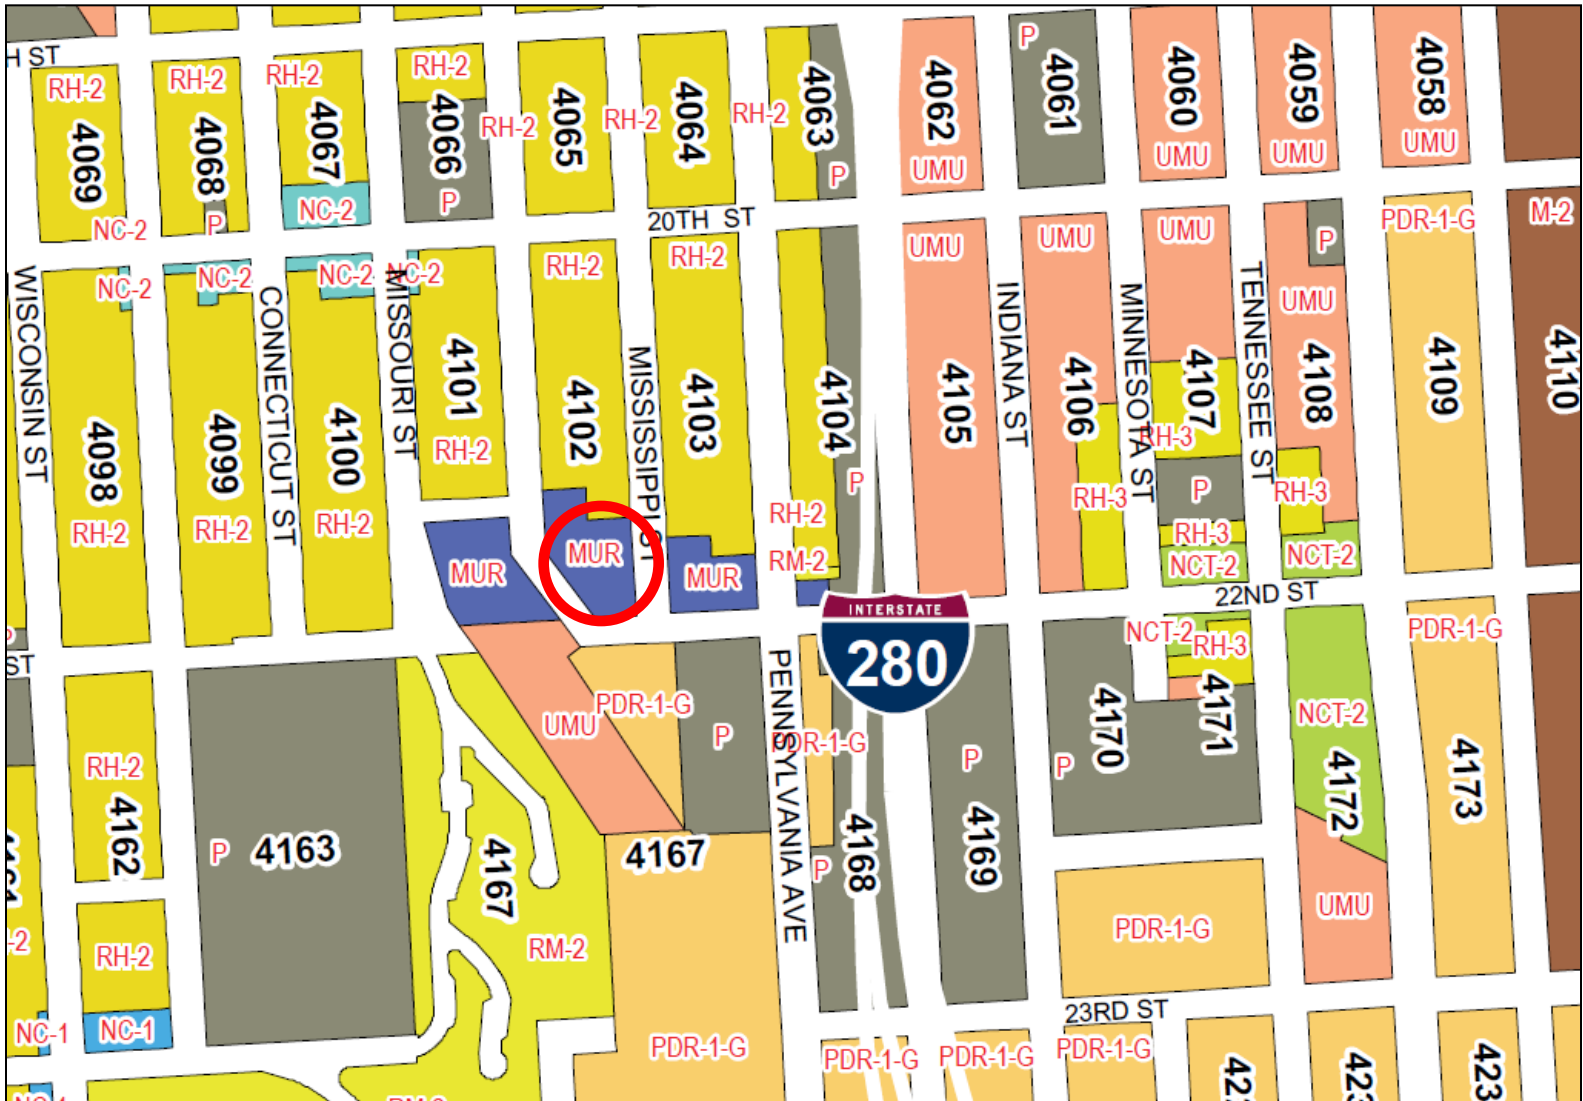 H ST
RH-2
4069
RH-2
4068
P
RH-2
4067
NC-2
RH-2
4066
P
RH-2
4065
RH-2
4064
RH-2
4063
P
4062
UMU
P
4061
4060
UMU
4059
UMU
4058
UMU
NC-2
20TH ST
NC-2
NC-2
NC-2
NC-2
RH-2
RH-2
UMU
UMU
UMU
P
UMU
PDR-1-G
M-2
WISCONSIN ST
4098
RH-2
4099
RH-2
CONNECTICUT ST
4100
RH-2
MISSOURI ST
4101
RH-2
4102
MISSISSIPPI ST
4103
4104
P
RH-2
RM-2
4105
INDIANA ST
4106
RH-3
MINNESOTA ST
4107
RH-3
P
RH-3
NCT-2
TENNESSEE ST
4108
RH-3
NCT-2
4109
4110
MUR
MUR
MUR
INTERSTATE
280
22ND ST
P
ST
RH-2
4162
P
4163
4167
RM-2
UMU
PDR-1-G
P
4167
PENNSYLVANIA AVE
PDR-1-G
4168
P
P
4169
NCT-2
RH-3
4170
P
4171
NCT-2
4172
UMU
PDR-1-G
4173
4161
-2
RH-2
NC-1
NC-1
PDR-1-G
PDR-1-G
23RD ST
PDR-1-G
PDR-1-G
PDR-1-G
422
423
423